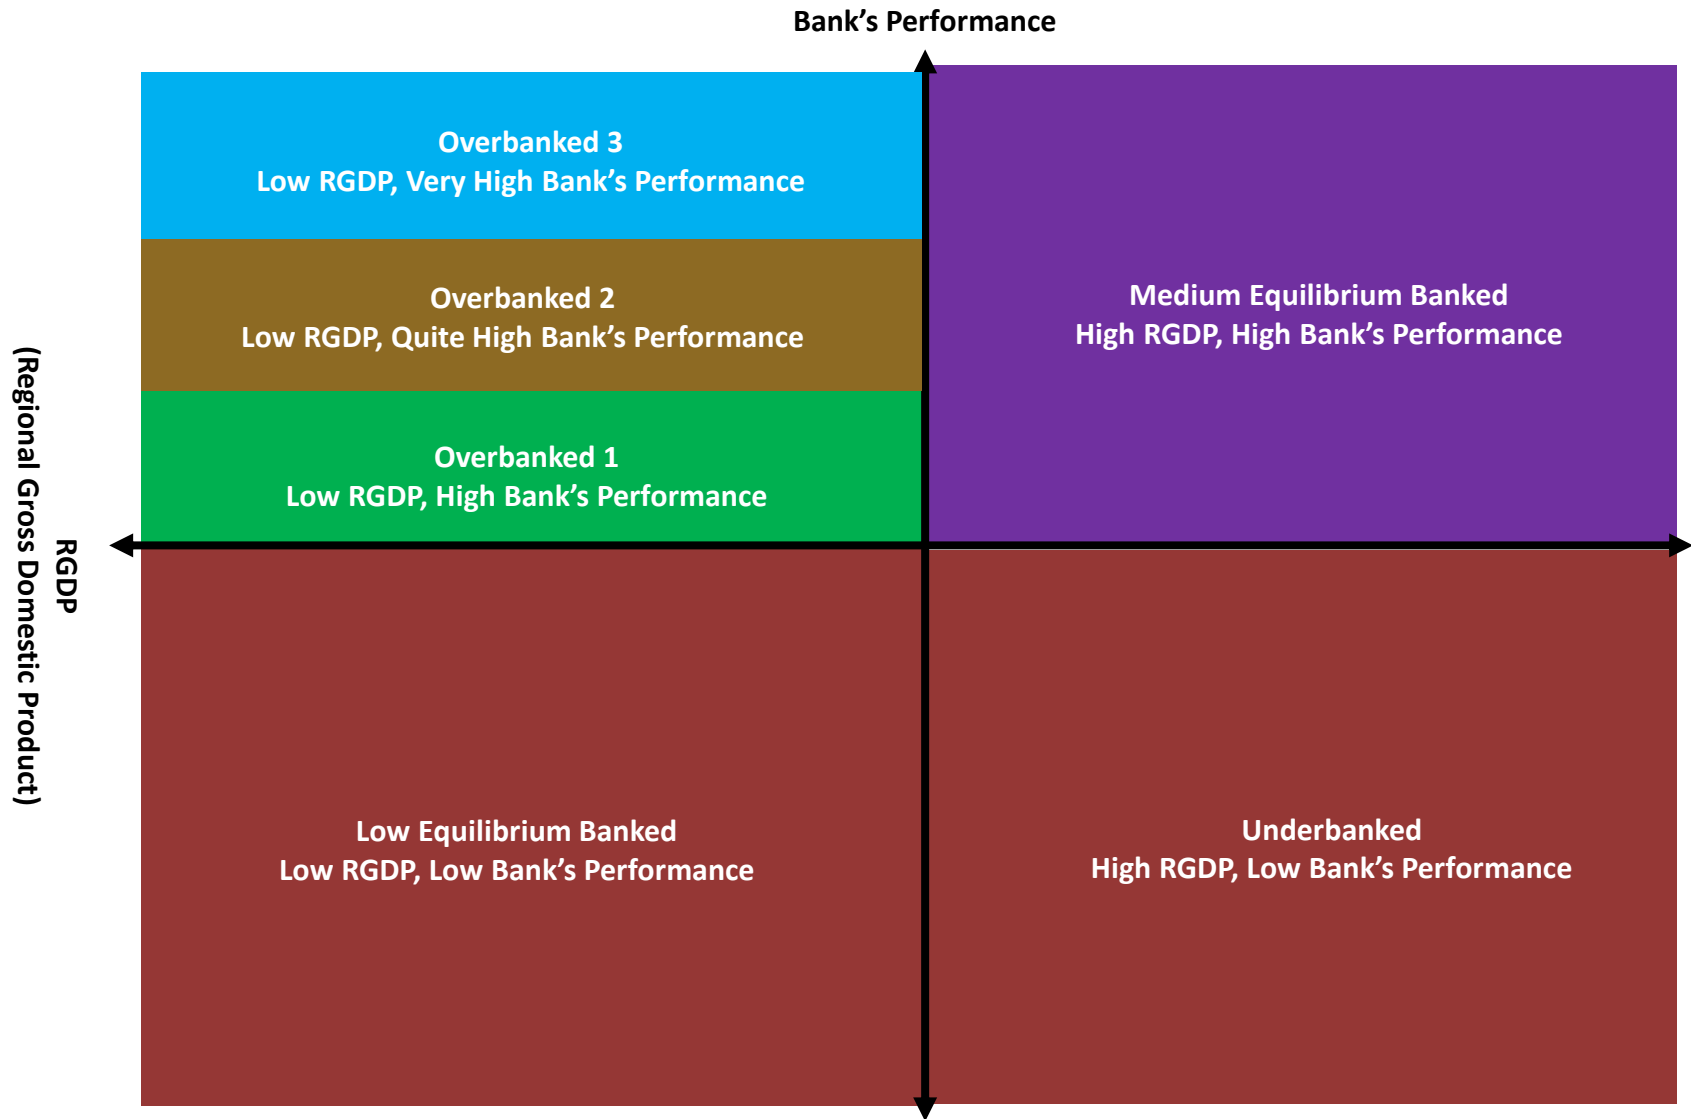 Bank’s Performance
Overbanked 3
Low RGDP, Very High Bank’s Performance
Overbanked 2
Low RGDP, Quite High Bank’s Performance
Overbanked 1
Low RGDP, High Bank’s Performance
Medium Equilibrium Banked
High RGDP, High Bank’s Performance
RGDP
(Regional Gross Domestic Product)
Low Equilibrium Banked
Low RGDP, Low Bank’s Performance
Underbanked
High RGDP, Low Bank’s Performance